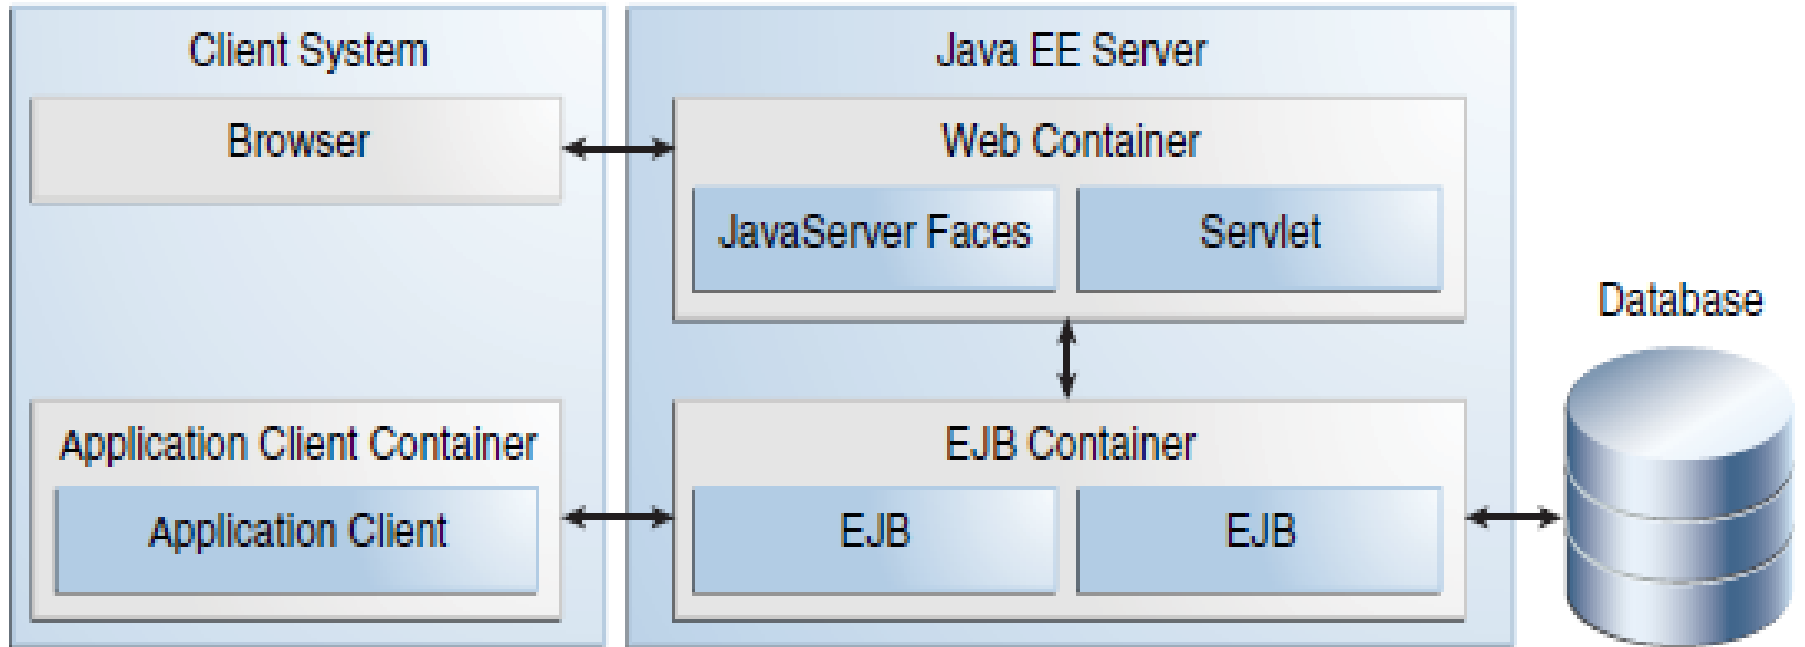 Client System
Browser
Application Client Container
Application Client
Java EE Server
Web Container
JavaServer Faces
Servlet
EJB Container
EJB
EJB
Database